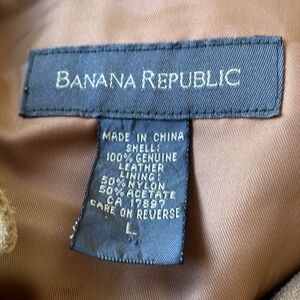 BANANA REPUBLIC
MADE IN CHINA
SHELL:
100% GENUINE
LEATHER
LINING:
50% NYLON
50% ACETATE
CA 17897
CARE ON REVERSE
L